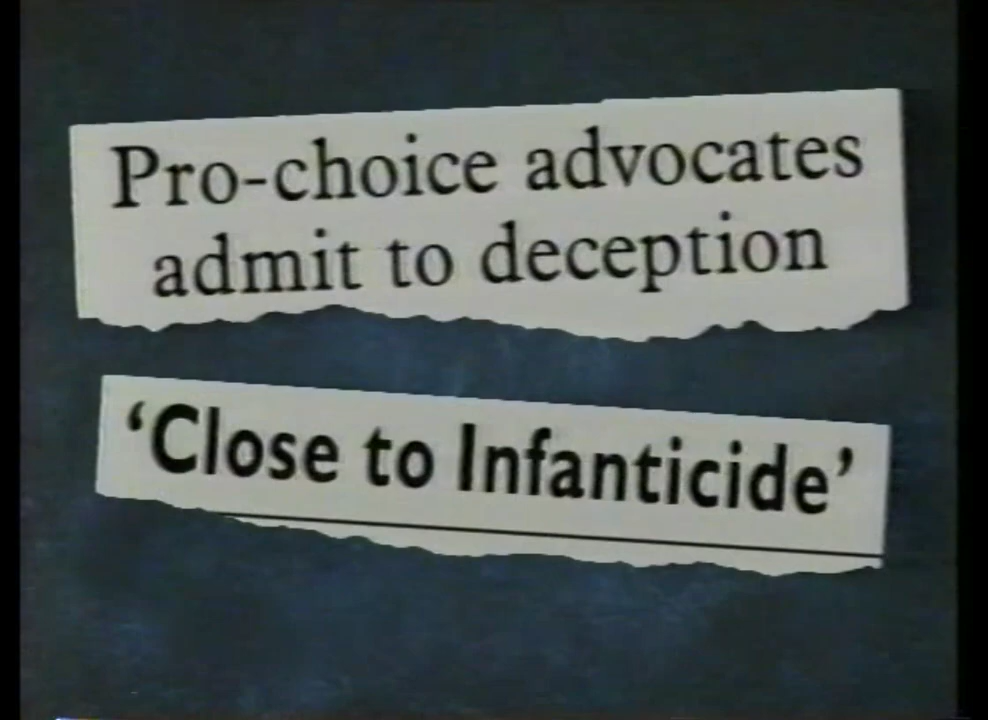 Pro-choice advocates
admit to deception
'Close to Infanticide'